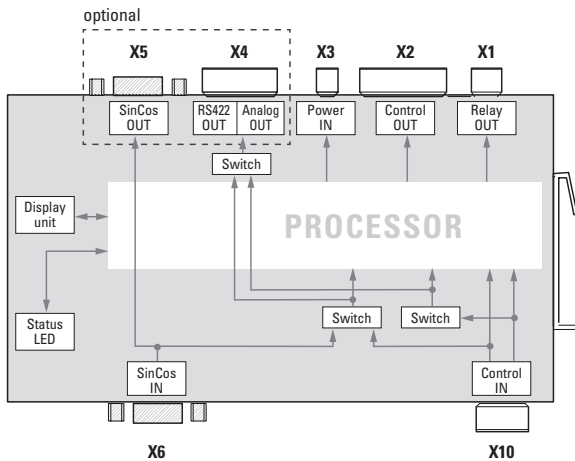 optional
X5 X4 X3 X2 X1
SinCos OUT
RS422 OUT
Analog OUT
Power IN
Control OUT
Relay OUT
Switch
Display unit
PROCESSOR
Status LED
Switch
Switch
SinCos IN
Control IN
X6 X10